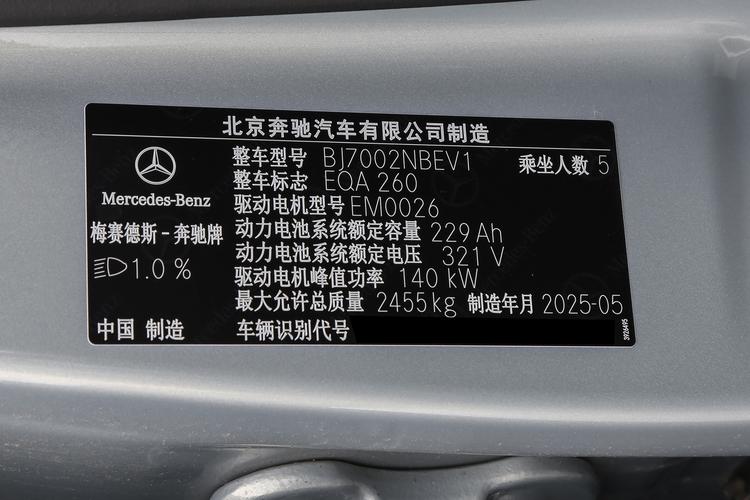 北京奔驰汽车有限公司制造
整车型号 BJ7002NBEV1 乘坐人数 5
整车标志 EQA 260
Mercedes-Benz
驱动电机型号 EM0026
梅赛德斯-奔驰牌
动力电池系统额定容量 229 Ah
动力电池系统额定电压 321 V
1.0 %
驱动电机峰值功率 140 kW
最大允许总质量 2455 kg 制造年月 2025-05
中国 制造
车辆识别代号
3926495